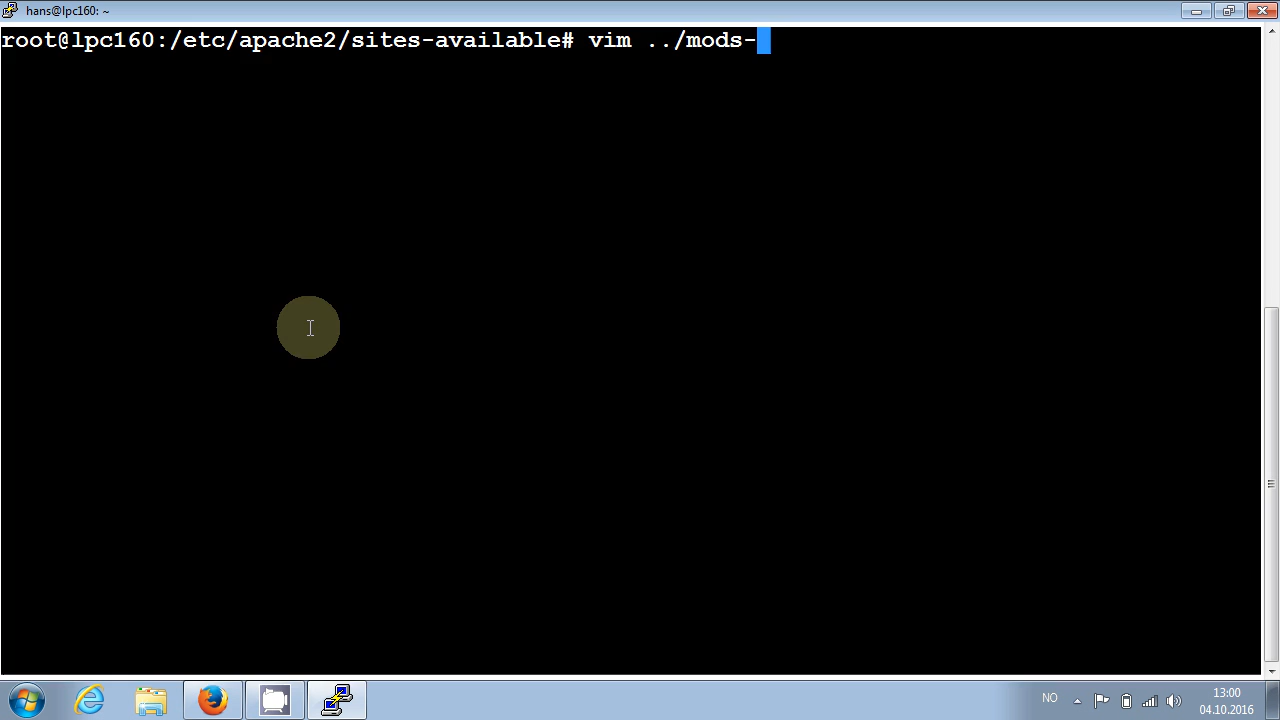 hans@lpc160: ~
root@lpc160:/etc/apache2/sites-available# vim ../mods-
NO
13:00
04.10.2016